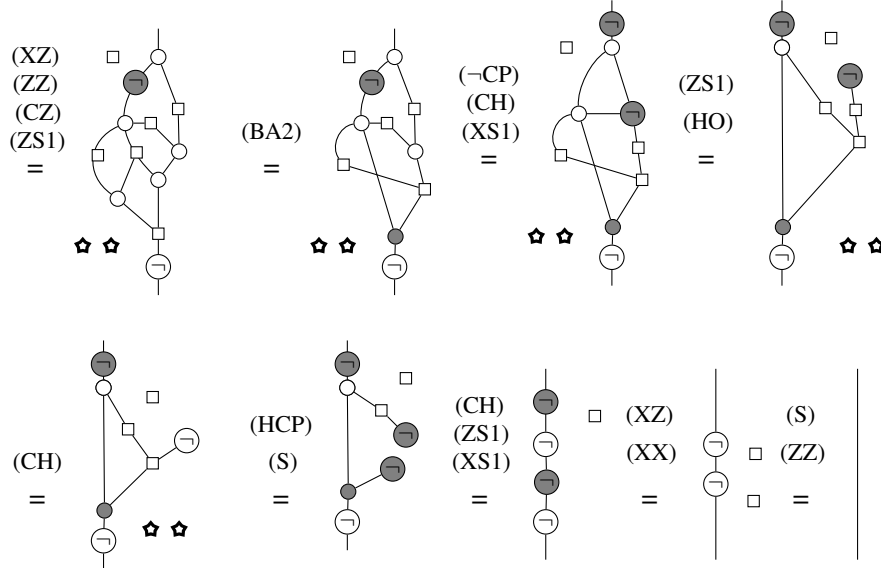 (XZ)
(ZZ)
(CZ)
(ZS1)
=
¬
¬
(BA2)
=
¬
¬
(¬CP)
(CH)
(XS1)
=
¬
¬
¬
(ZS1)
(HO)
=
¬
¬
¬
(CH)
=
¬
¬
¬
(HCP)
(S)
=
¬
¬
¬
¬
(CH)
(ZS1)
(XS1)
=
¬
¬
¬
¬
(XZ)
(XX)
=
¬
¬
(S)
(ZZ)
=